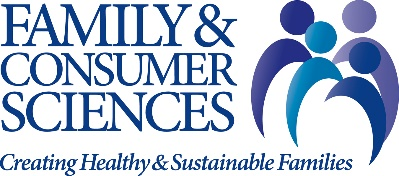 FAMILY &
CONSUMER
SCIENCES
Creating Healthy & Sustainable Families